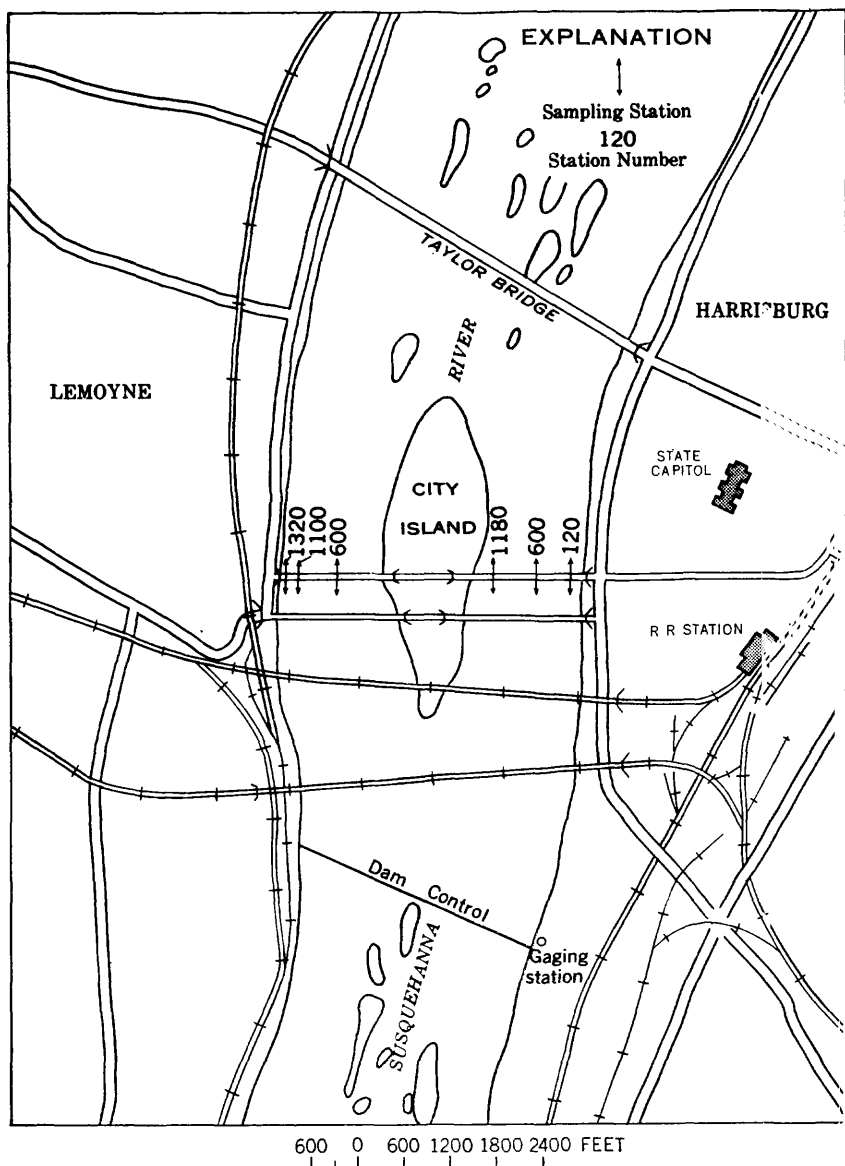 EXPLANATION
Sampling Station
120
Station Number
TAYLOR BRIDGE
HARRISBURG
RIVER
LEMOYNE
STATE
CAPITOL
CITY
ISLAND
1320
1100
600
1180
600
120
R R STATION
Dam Control
Gaging
station
SUSQUEHANNA
600 0 600 1200 1800 2400 FEET